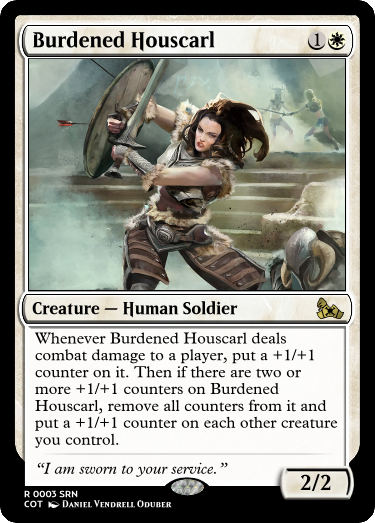 Burdened Houscarl 1
Creature — Human Soldier
Whenever Burdened Houscarl deals
combat damage to a player, put a +1/+1
counter on it. Then if there are two or
more +1/+1 counters on Burdened
Houscarl, remove all counters from it and
put a +1/+1 counter on each other creature
you control.
“I am sworn to your service.”
2/2
R 0003 SRN
COT Daniel Vendrell Oduber